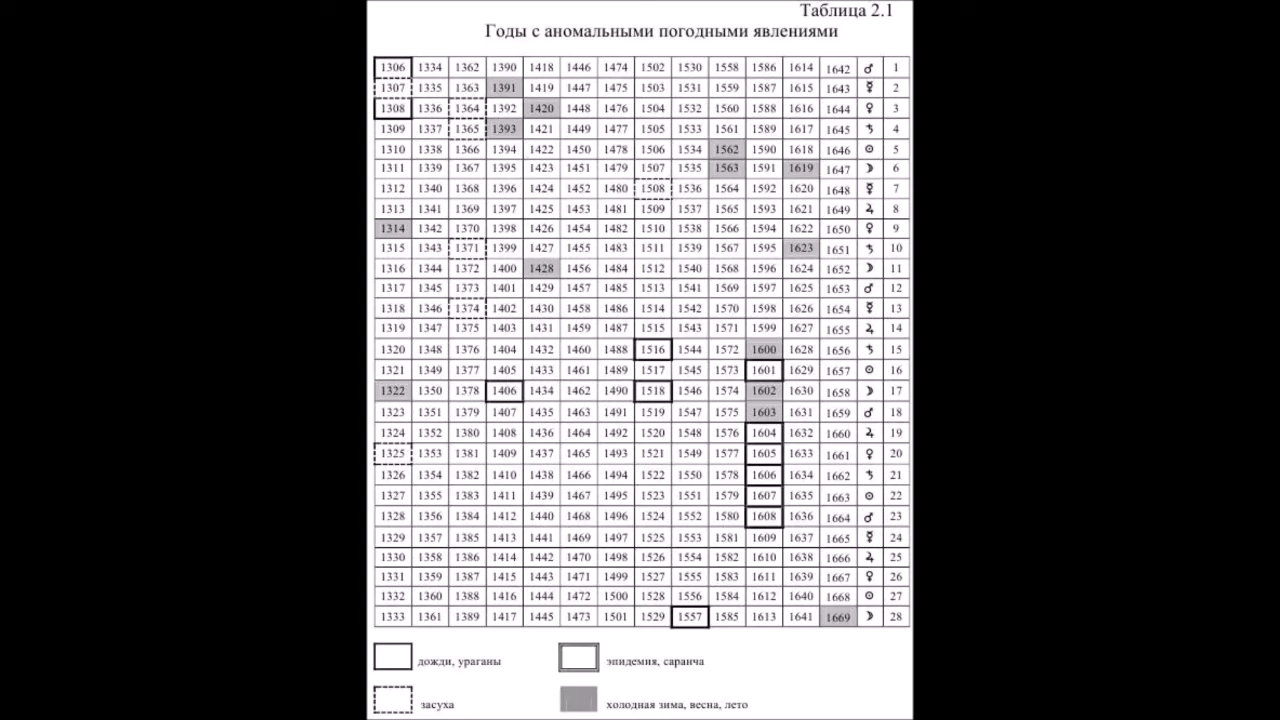 Таблица 2.1
Годы с аномальными погодными явлениями
1306 1334 1362 1390 1418 1446 1474 1502 1530 1558 1586 1614 1642 ♂ 1
1307 1335 1363 1391 1419 1447 1475 1503 1531 1559 1587 1615 1643 ☿ 2
1308 1336 1364 1392 1420 1448 1476 1504 1532 1560 1588 1616 1644 ♀ 3
1309 1337 1365 1393 1421 1449 1477 1505 1533 1561 1589 1617 1645 ♄ 4
1310 1338 1366 1394 1422 1450 1478 1506 1534 1562 1590 1618 1646 ☉ 5
1311 1339 1367 1395 1423 1451 1479 1507 1535 1563 1591 1619 1647 ☽ 6
1312 1340 1368 1396 1424 1452 1480 1508 1536 1564 1592 1620 1648 ☿ 7
1313 1341 1369 1397 1425 1453 1481 1509 1537 1565 1593 1621 1649 ♃ 8
1314 1342 1370 1398 1426 1454 1482 1510 1538 1566 1594 1622 1650 ♀ 9
1315 1343 1371 1399 1427 1455 1483 1511 1539 1567 1595 1623 1651 ♄ 10
1316 1344 1372 1400 1428 1456 1484 1512 1540 1568 1596 1624 1652 ☽ 11
1317 1345 1373 1401 1429 1457 1485 1513 1541 1569 1597 1625 1653 ♂ 12
1318 1346 1374 1402 1430 1458 1486 1514 1542 1570 1598 1626 1654 ☿ 13
1319 1347 1375 1403 1431 1459 1487 1515 1543 1571 1599 1627 1655 ♃ 14
1320 1348 1376 1404 1432 1460 1488 1516 1544 1572 1600 1628 1656 ♄ 15
1321 1349 1377 1405 1433 1461 1489 1517 1545 1573 1601 1629 1657 ☉ 16
1322 1350 1378 1406 1434 1462 1490 1518 1546 1574 1602 1630 1658 ☽ 17
1323 1351 1379 1407 1435 1463 1491 1519 1547 1575 1603 1631 1659 ♂ 18
1324 1352 1380 1408 1436 1464 1492 1520 1548 1576 1604 1632 1660 ♃ 19
1325 1353 1381 1409 1437 1465 1493 1521 1549 1577 1605 1633 1661 ♀ 20
1326 1354 1382 1410 1438 1466 1494 1522 1550 1578 1606 1634 1662 ♄ 21
1327 1355 1383 1411 1439 1467 1495 1523 1551 1579 1607 1635 1663 ☉ 22
1328 1356 1384 1412 1440 1468 1496 1524 1552 1580 1608 1636 1664 ♂ 23
1329 1357 1385 1413 1441 1469 1497 1525 1553 1581 1609 1637 1665 ☿ 24
1330 1358 1386 1414 1442 1470 1498 1526 1554 1582 1610 1638 1666 ♃ 25
1331 1359 1387 1415 1443 1471 1499 1527 1555 1583 1611 1639 1667 ♀ 26
1332 1360 1388 1416 1444 1472 1500 1528 1556 1584 1612 1640 1668 ☉ 27
1333 1361 1389 1417 1445 1473 1501 1529 1557 1585 1613 1641 1669 ☽ 28
дожди, ураганы эпидемия, саранча
засуха холодная зима, весна, лето